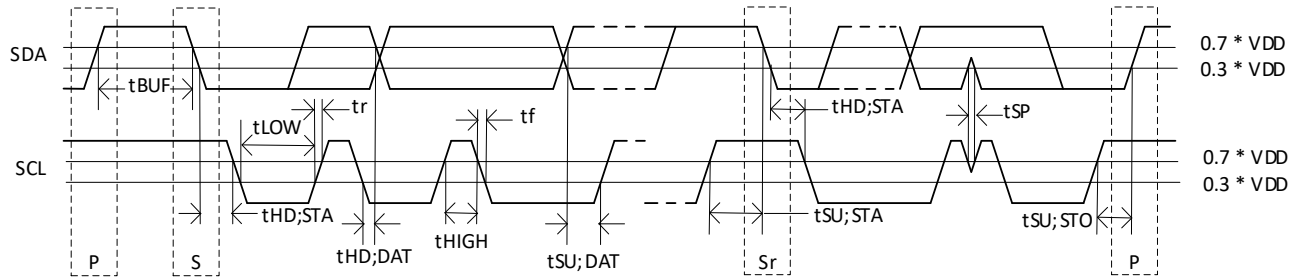 SDA
0.7 * VDD
0.3 * VDD
tBUF
tr
tf
tHD;STA
tSP
tLOW
SCL
0.7 * VDD
0.3 * VDD
tHD;STA
tHD;DAT
tHIGH
tSU;DAT
tSU;STA
tSU;STO
P
S
Sr
P